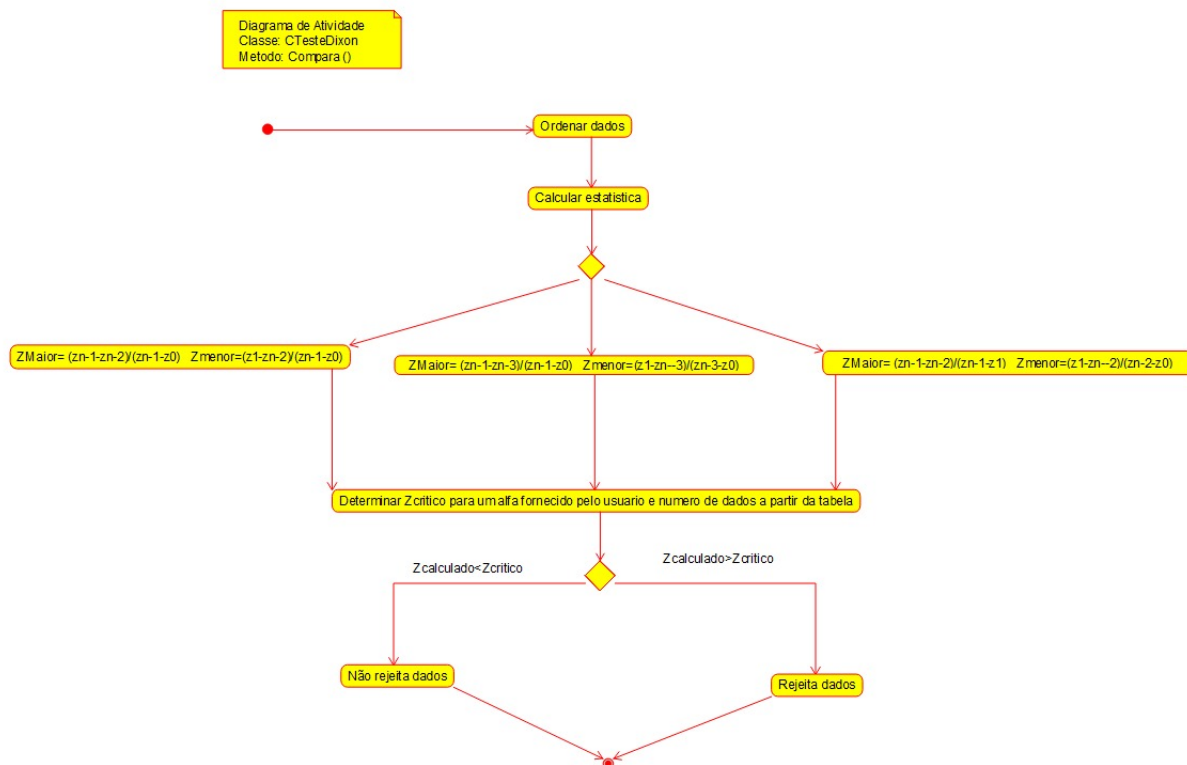 Diagrama de Atividade
Classe: CTesteDixon
Metodo: Compara ()
Ordenar dados
Calcular estatistica
ZMaior= (zn-1-zn-2)/(zn-1-z0) Zmenor=(z1-zn-2)/(zn-1-z0)
ZMaior= (zn-1-zn-3)/(zn-1-z0) Zmenor=(z1-zn--3)/(zn-3-z0)
ZMaior= (zn-1-zn-2)/(zn-1-z1) Zmenor=(z1-zn--2)/(zn-2-z0)
Determinar Zcritico para um alfa fornecido pelo usuario e numero de dados a partir da tabela
Zcalculado<Zcritico
Zcalculado>Zcritico
Não rejeita dados
Rejeita dados